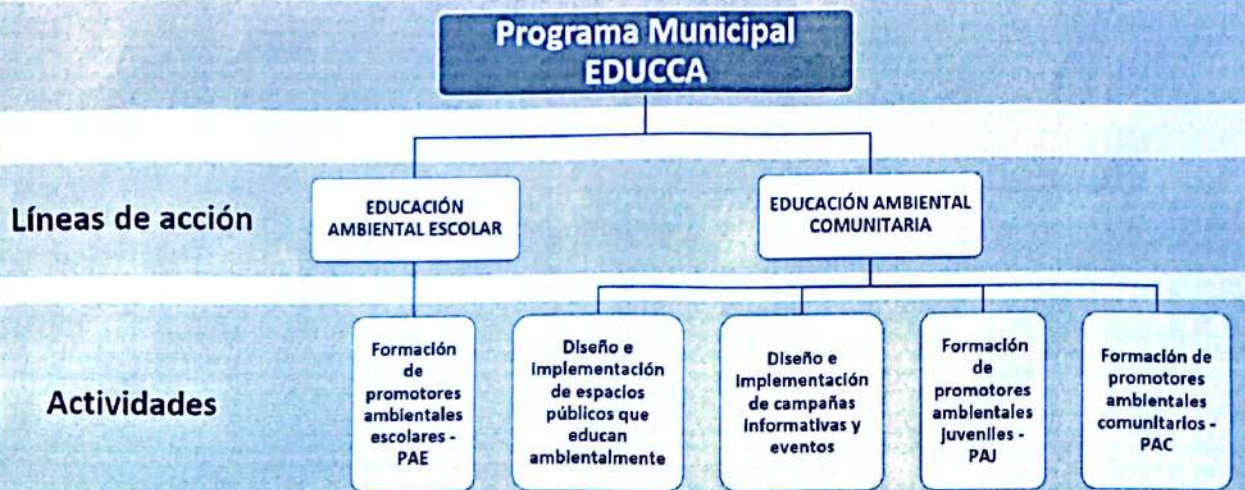 Programa Municipal
EDUCCA
Líneas de acción
EDUCACIÓN
AMBIENTAL ESCOLAR
EDUCACIÓN AMBIENTAL
COMUNITARIA
Actividades
Formación
de
promotores
ambientales
escolares -
PAE
Diseño e
implementación
de espacios
públicos que
educan
ambientalmente
Diseño e
implementación
de campañas
informativas y
eventos
Formación
de
promotores
ambientales
juveniles -
PAJ
Formación de
promotores
ambientales
comunitarios -
PAC